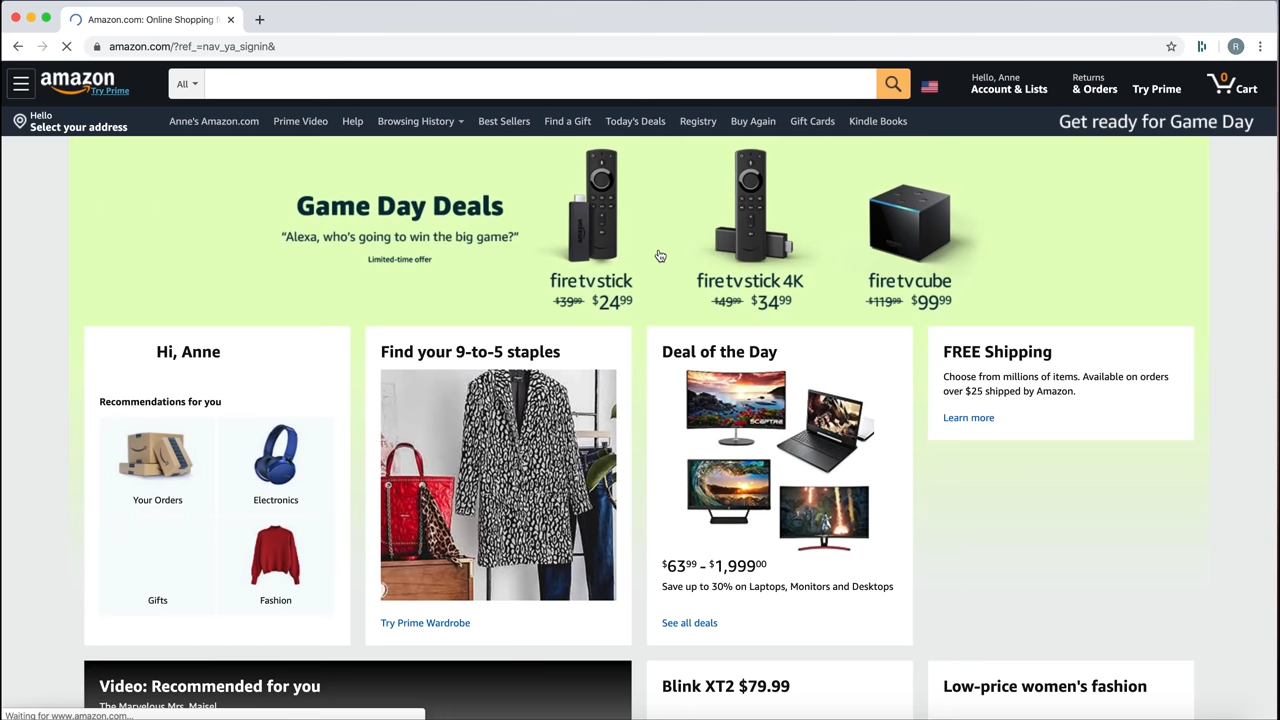 Amazon.com: Online Shopping f
amazon.com/?ref_=nav_ya_signin&
R
amazon
Try Prime
All
Hello, Anne
Account & Lists
Returns
& Orders
Try Prime
0
Cart
Hello
Select your address
Anne's Amazon.com
Prime Video
Help
Browsing History
Best Sellers
Find a Gift
Today's Deals
Registry
Buy Again
Gift Cards
Kindle Books
Get ready for Game Day
Game Day Deals
“Alexa, who's going to win the big game?”
Limited-time offer
fire tv stick
$39.99 $24.99
fire tv stick 4K
$49.99 $34.99
fire tv cube
$119.99 $99.99
Hi, Anne
Recommendations for you
Your Orders
Electronics
Gifts
Fashion
Find your 9-to-5 staples
Try Prime Wardrobe
Deal of the Day
SCEPTRE
$63.99 - $1,999.00
Save up to 30% on Laptops, Monitors and Desktops
See all deals
FREE Shipping
Choose from millions of items. Available on orders
over $25 shipped by Amazon.
Learn more
Video: Recommended for you
The Marvelous Mrs. Maisel
Blink XT2 $79.99
Low-price women's fashion
Waiting for www.amazon.com...